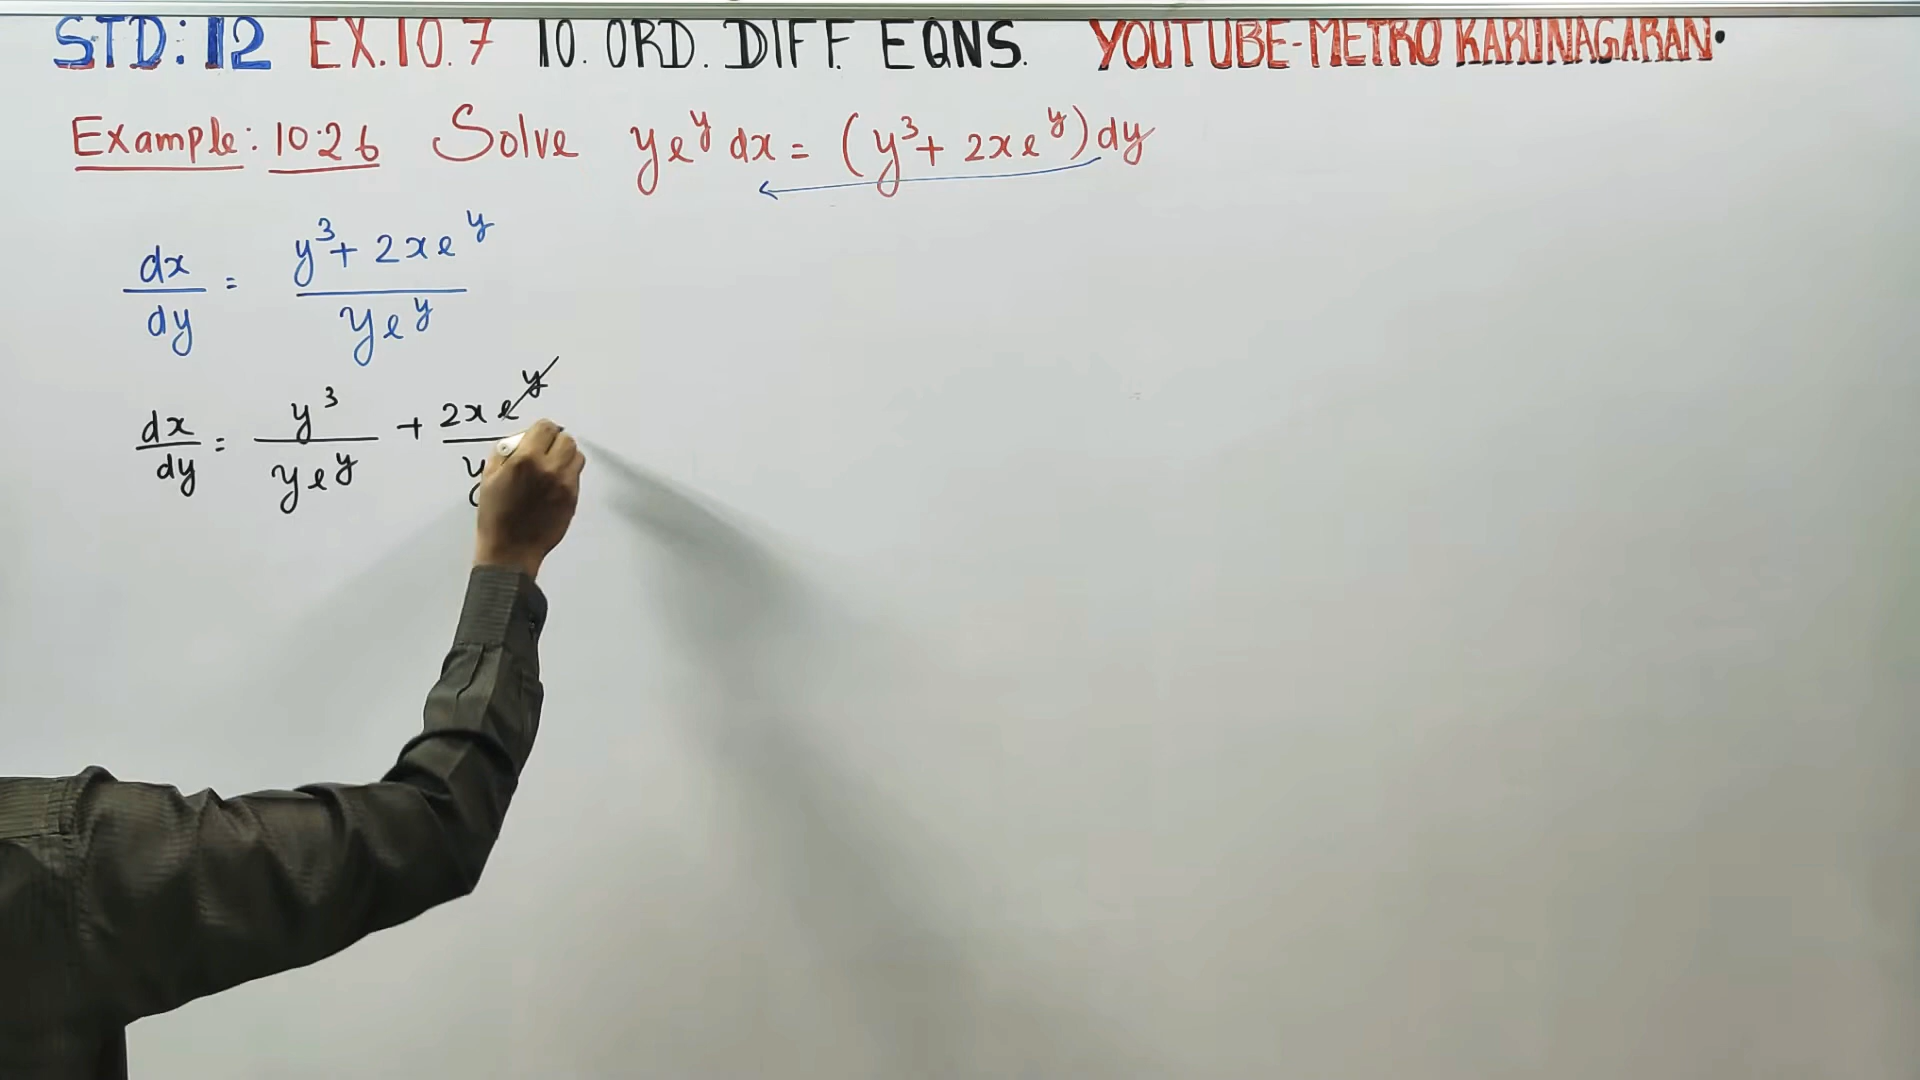 STD: 12 EX.10.7 10. ORD. DIFF. EQNS. YOUTUBE-METRO KARUNAGARAN.
Example: 10.26 Solve ye^y dx = (y^3 + 2xe^y) dy
dx/dy = (y^3 + 2xe^y)/(ye^y)
dx/dy = y^3/(ye^y) + 2xe^y/y